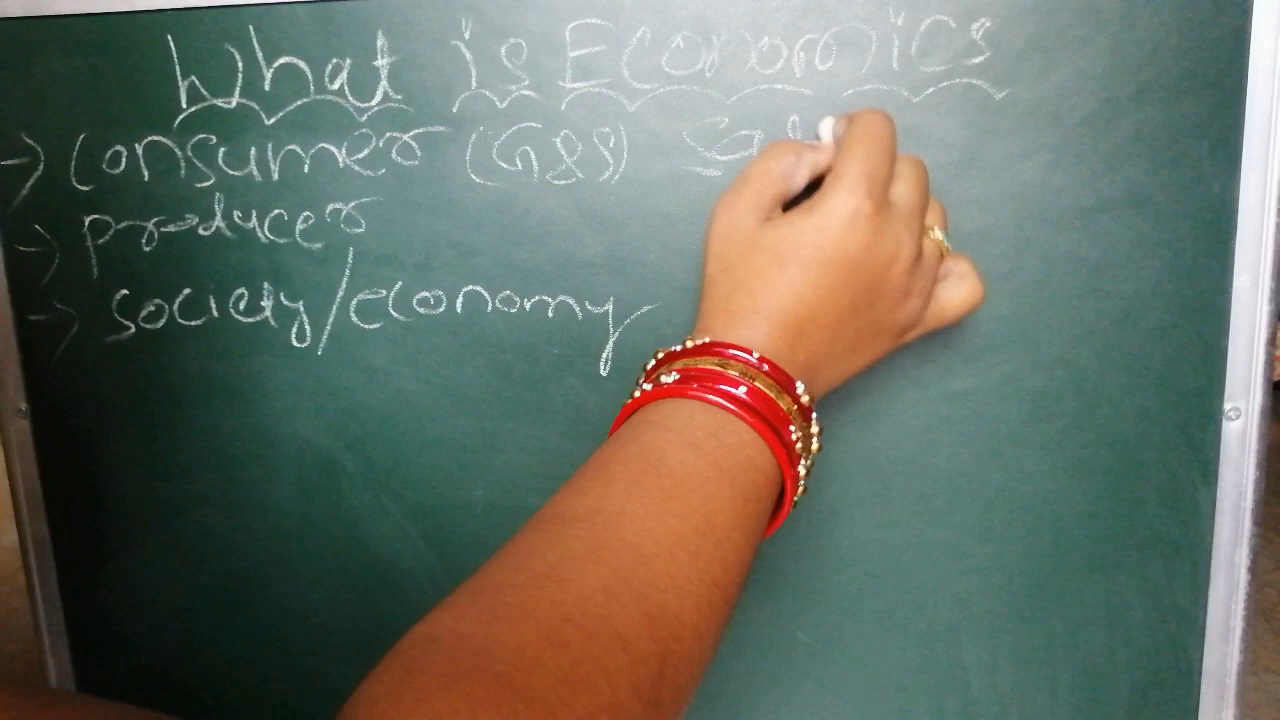 What is Economics
→ Consumer (G&S)
→ producer
→ society/economy